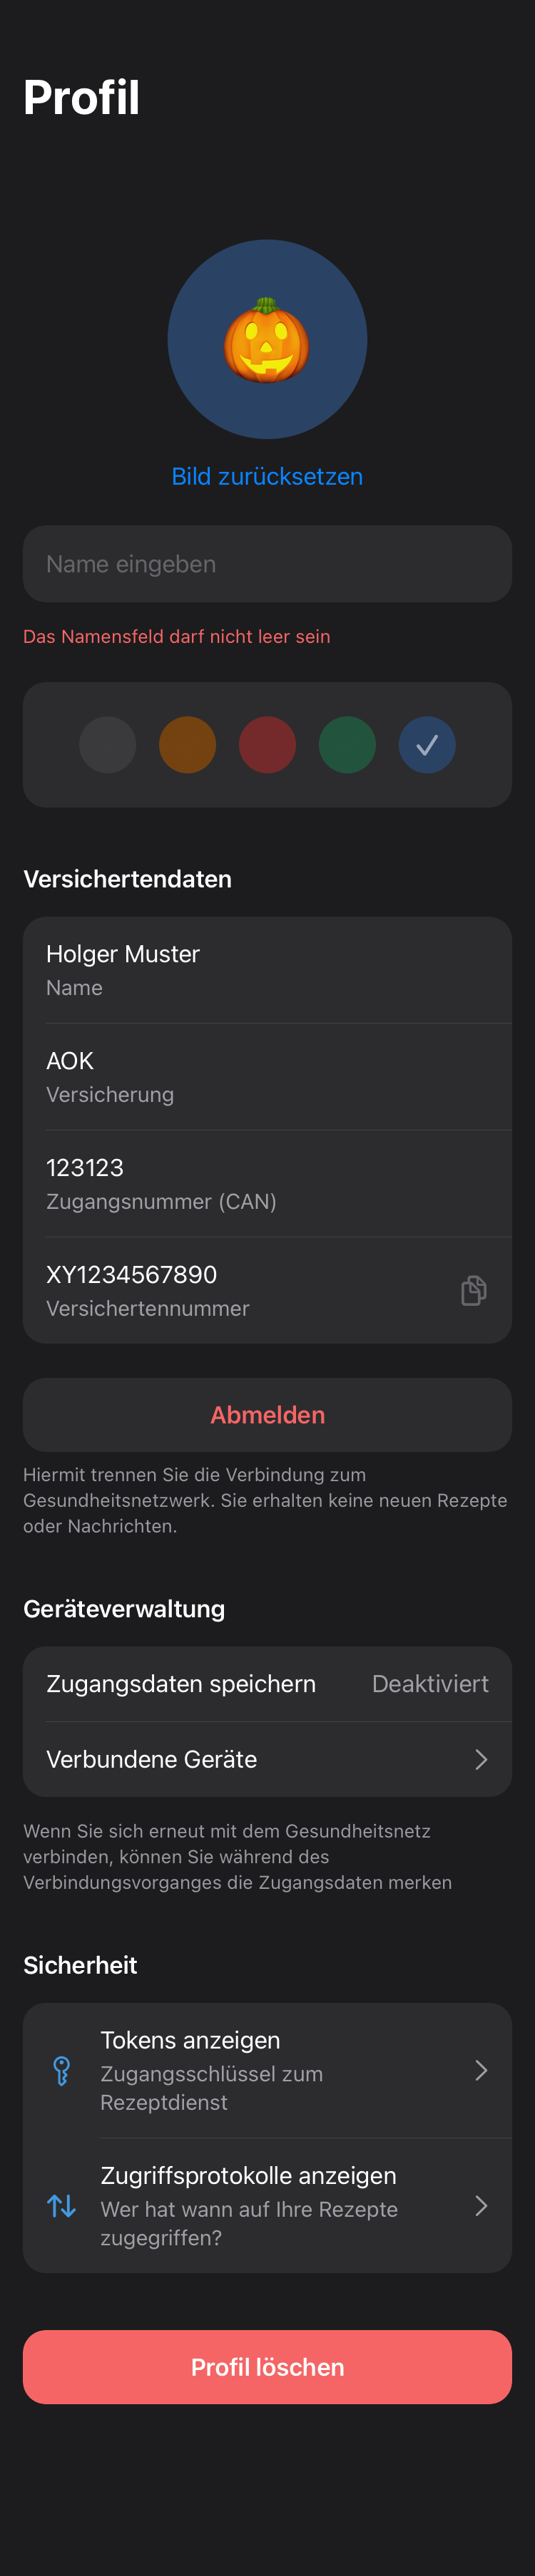 Profil
Bild zurücksetzen
Name eingeben
Das Namensfeld darf nicht leer sein
Versichertendaten
Holger Muster
Name
AOK
Versicherung
123123
Zugangsnummer (CAN)
XY1234567890
Versichertennummer
Abmelden
Hiermit trennen Sie die Verbindung zum
Gesundheitsnetzwerk. Sie erhalten keine neuen Rezepte
oder Nachrichten.
Geräteverwaltung
Zugangsdaten speichern Deaktiviert
Verbundene Geräte
Wenn Sie sich erneut mit dem Gesundheitsnetz
verbinden, können Sie während des
Verbindungsvorganges die Zugangsdaten merken
Sicherheit
Tokens anzeigen
Zugangsschlüssel zum
Rezeptdienst
Zugriffsprotokolle anzeigen
Wer hat wann auf Ihre Rezepte
zugegriffen?
Profil löschen